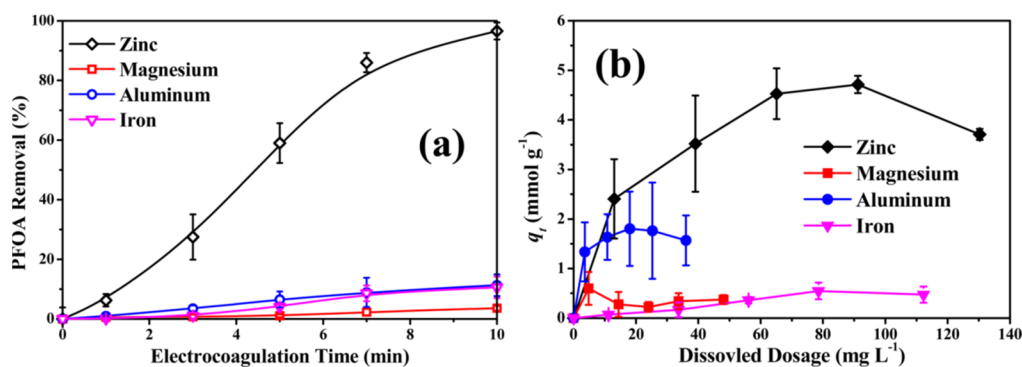 100
80
60
40
20
0
PFOA Removal (%)
Zinc
Magnesium
Aluminum
Iron
(a)
0 2 4 6 8 10
Electrocoagulation Time (min)
6
5
4
3
2
1
0
qt (mmol g-1)
(b)
Zinc
Magnesium
Aluminum
Iron
0 20 40 60 80 100 120 140
Dissovled Dosage (mg L-1)